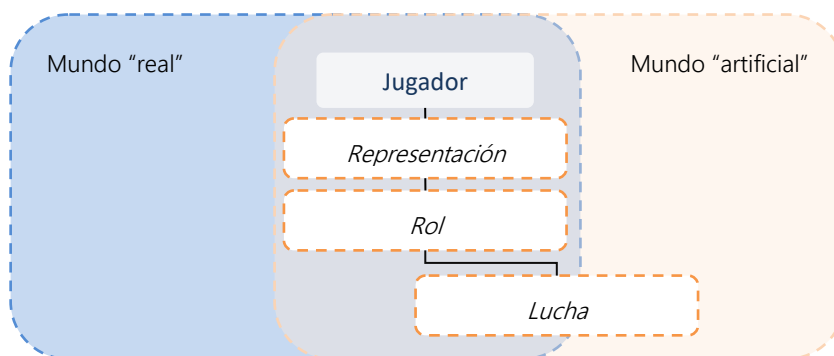 Mundo “real”
Mundo “artificial”
Jugador
Representación
Rol
Lucha